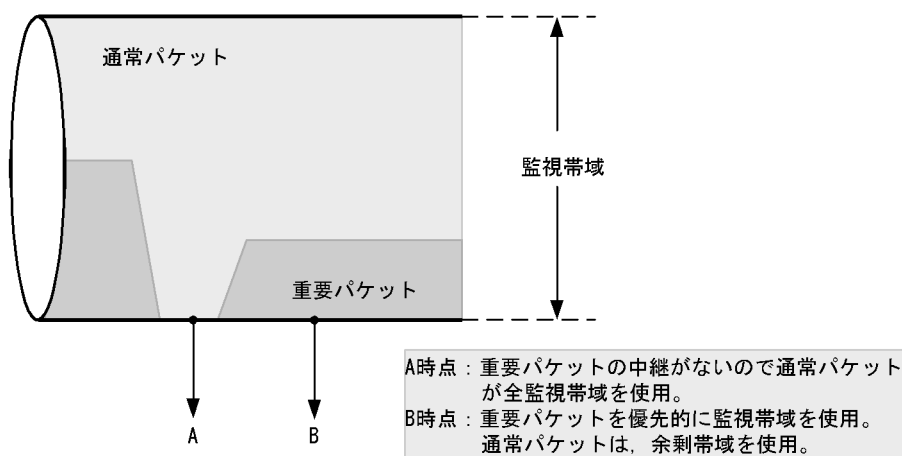 通常パケット
監視帯域
重要パケット
A
B
A時点：重要パケットの中継がないので通常パケット
が全監視帯域を使用。
B時点：重要パケットを優先的に監視帯域を使用。
通常パケットは，余剰帯域を使用。